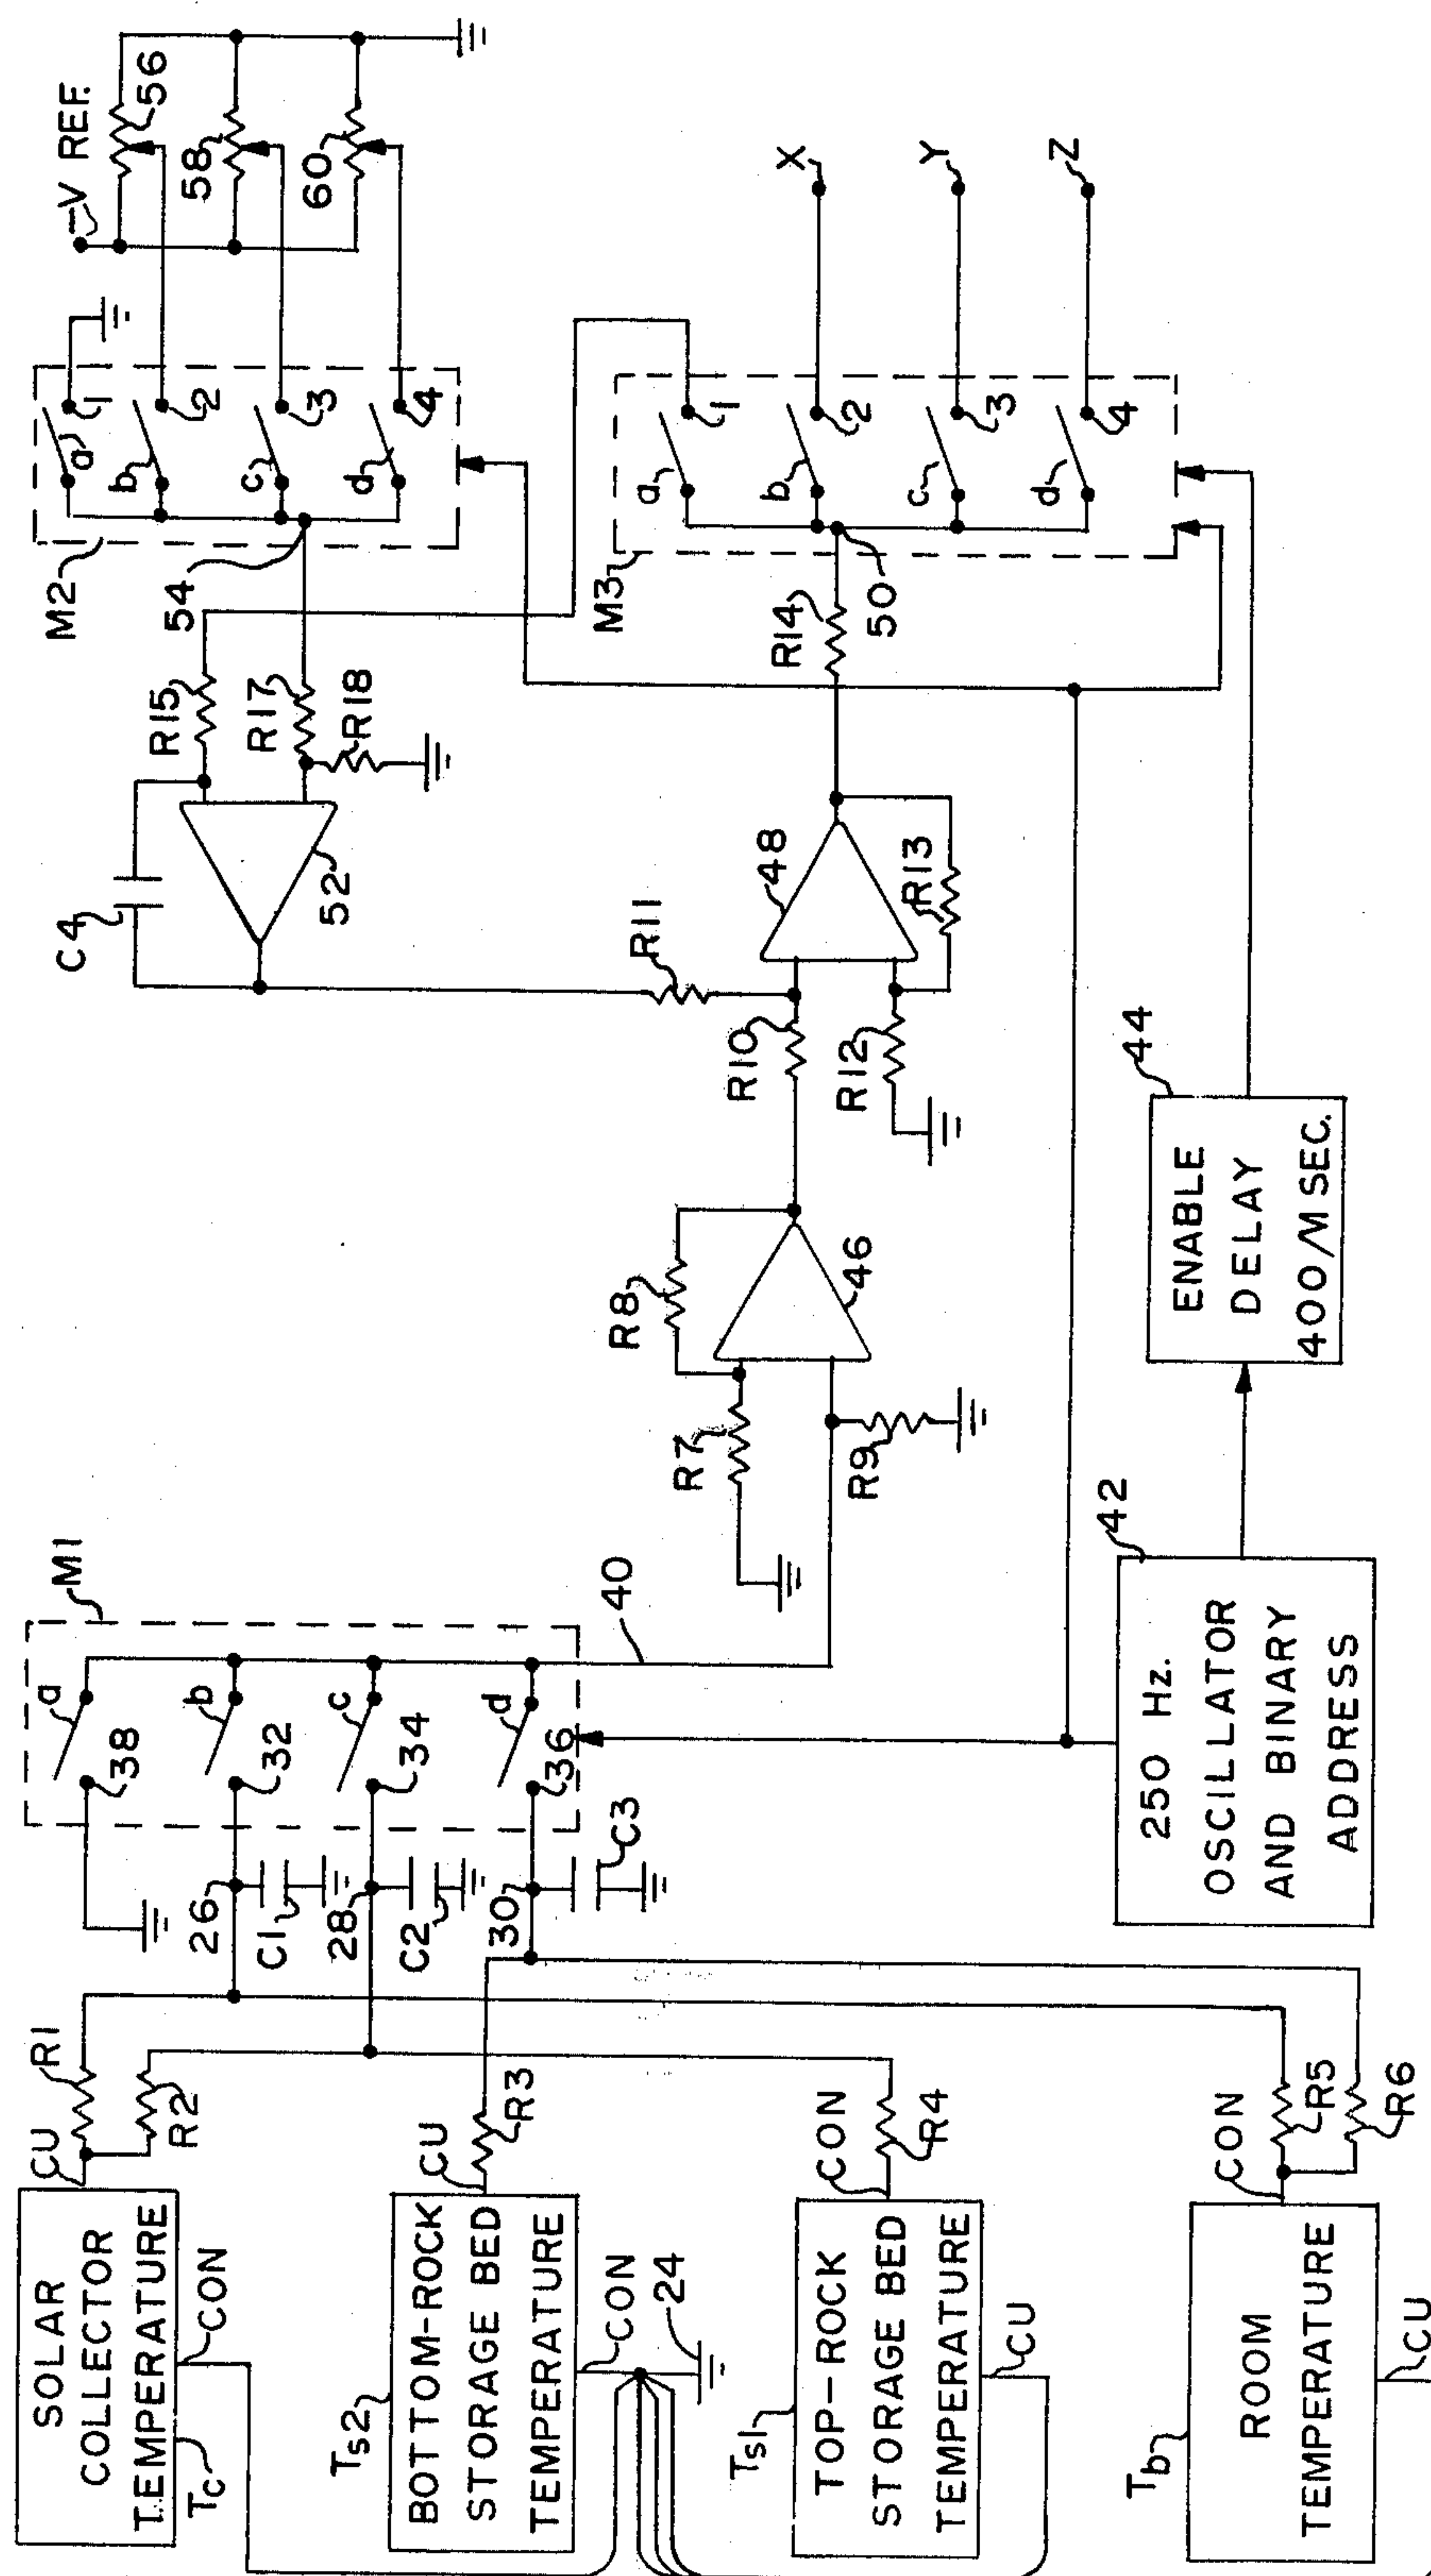 SOLAR
COLLECTOR
TEMPERATURE
Tc
CU
CON
R1
R2
BOTTOM-ROCK
STORAGE BED
TEMPERATURE
Ts2
CU
R3
CON
24
TOP-ROCK
STORAGE BED
TEMPERATURE
Ts1
CON
R4
CU
ROOM
TEMPERATURE
Tb
CON
R5
R6
CU
26
C1
28
C2
30
C3
M1
a
38
b
32
c
34
d
36
40
250 Hz.
OSCILLATOR
AND BINARY
ADDRESS
42
ENABLE
DELAY
400/M SEC.
44
R7
R8
R9
46
R10
R11
R12
R13
48
C4
52
R15
R17
R18
R14
50
54
M2
a
1
b
2
c
3
d
4
M3
a
1
b
2
c
3
d
4
-V REF.
56
58
60
X
Y
Z